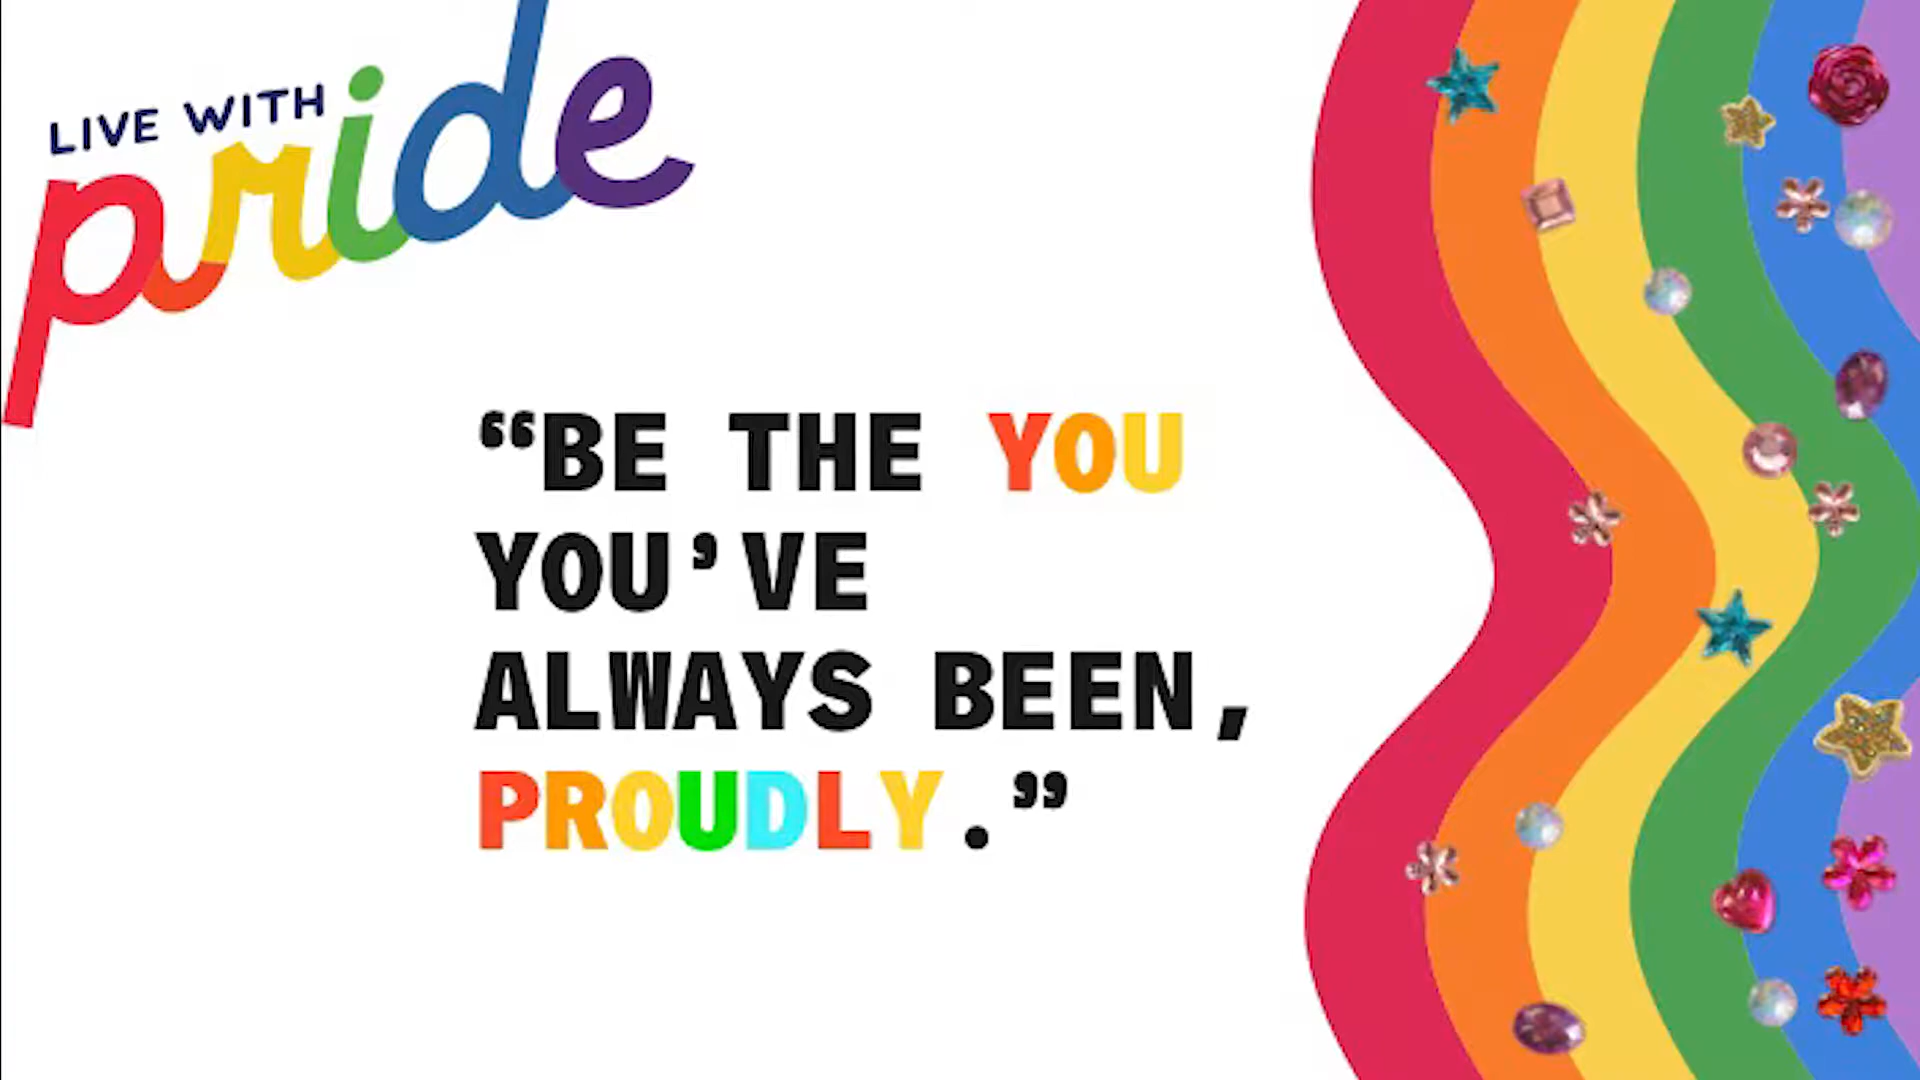 LIVE WITH
pride
“BE THE YOU
YOU’VE
ALWAYS BEEN,
PROUDLY.”